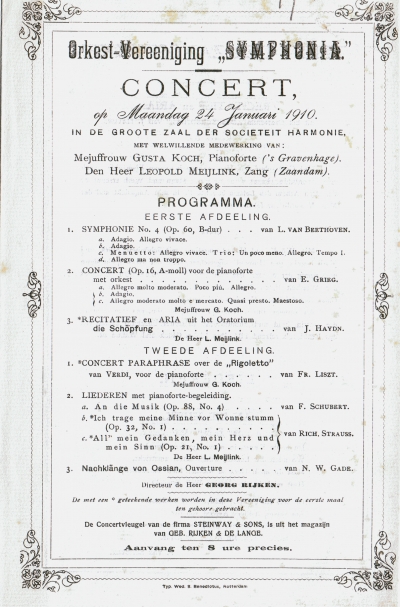 Orkest-Vereeniging „SYMPHONIA."
CONCERT,
op Maandag 24 Januari 1910.
IN DE GROOTE ZAAL DER SOCIETEIT HARMONIE,
MET WELWILLENDE MEDEWERKING VAN:
Mejuffrouw GUSTA KOCH, Pianoforte ('s Gravenhage).
Den Heer LEOPOLD MEIJLINK, Zang (Zaandam).
PROGRAMMA.
EERSTE AFDEELING.
1. SYMPHONIE No. 4 (Op. 60, B-dur) . . . van L. VAN BEETHOVEN.
a. Adagio. Allegro vivace.
b. Adagio.
c. Menuetto: Allegro vivace. Trio: Un poco meno. Allegro. Tempo I.
d. Allegro ma non troppo.
2. CONCERT (Op. 16, A-moll) voor de pianoforte
met orkest . . . . . . . . . . . . van E. GRIEG.
a. Allegro molto moderato. Poco più. Allegro.
b. Adagio.
c. Allegro moderato molto e mercato. Quasi presto. Maestoso.
Mejuffrouw G. Koch.
3. *RECITATIEF en ARIA uit het Oratorium
die Schöpfung . . . . . . . . . . . van J. HAYDN.
De Heer L. Meijlink.
TWEEDE AFDEELING.
1. *CONCERT PARAPHRASE over de „Rigoletto"
van VERDI, voor de pianoforte . . . . . van FR. LISZT.
Mejuffrouw G. Koch.
2. LIEDEREN met pianoforte-begeleiding.
a. An die Musik (Op. 88, No. 4) . . . . van F. SCHUBERT.
b. *Ich trage meine Minne vor Wonne stumm
(Op. 32, No. 1) . . . . . . . . . .
van RICH. STRAUSS.
c. *All" mein Gedanken, mein Herz und
mein Sinn (Op. 21, No. 1) . . . .
De Heer L. Meijlink.
3. Nachklänge von Ossian, Ouverture . . . . . van N. W. GADE.
Directeur de Heer GEORG RIJKEN.
De met een * geteekende werken worden in deze Vereeniging voor de eerste maal
ten gehoore gebracht.
De Concertvleugel van de firma STEINWAY & SONS, is uit het magazijn
van GEB. RIJKEN & DE LANGE.
Aanvang ten 8 ure precies.
Typ. Wed. S. Benedictus, Rotterdam